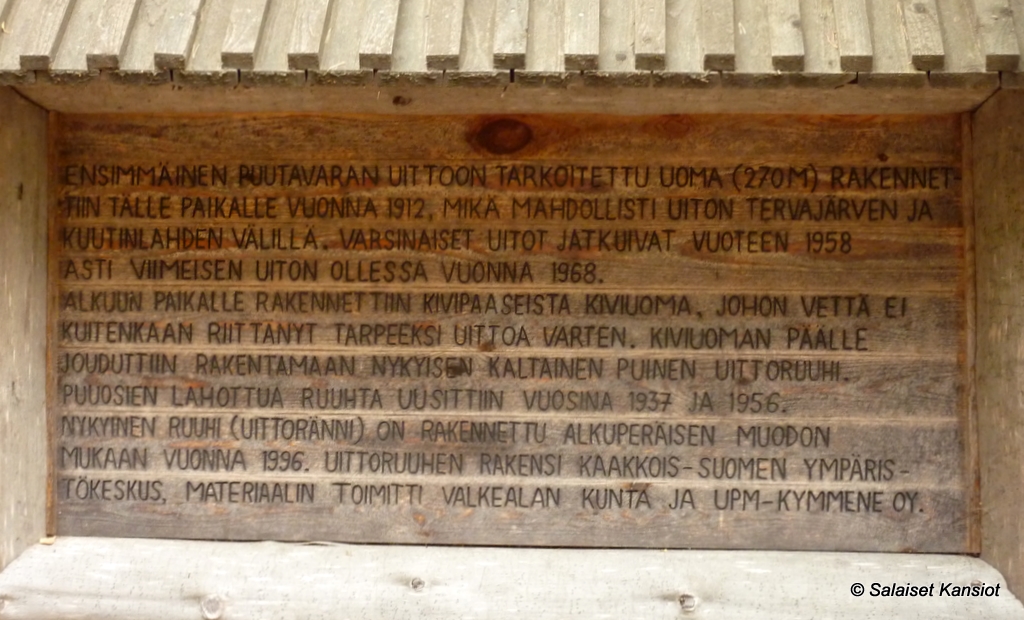 ENSIMMÄINEN PUUTAVARAN UITTOON TARKOITETTU UOMA (270M) RAKENNET-
TIIN TÄLLE PAIKALLE VUONNA 1912, MIKÄ MAHDOLLISTI UITON TERVAJÄRVEN JA
KUUTINLAHDEN VÄLILLÄ. VARSINAISET UITOT JATKUIVAT VUOTEEN 1958
ASTI VIIMEISEN UITON OLLESSA VUONNA 1968.
ALKUUN PAIKALLE RAKENNETTIIN KIVIPAASEISTA KIVIUOMA, JOHON VETTÄ EI
KUITENKAAN RIITTÄNYT TARPEEKSI UITTOA VARTEN. KIVIUOMAN PÄÄLLE
JOUDUTTIIN RAKENTAMAAN NYKYISEN KALTAINEN PUINEN UITTORUUHI.
PUUOSIEN LAHOTTUA RUUHTA UUSITTIIN VUOSINA 1937 JA 1956.
NYKYINEN RUUHI (UITTORÄNNI) ON RAKENNETTU ALKUPERÄISEN MUODON
MUKAAN VUONNA 1996. UITTORUUHEN RAKENSI KAAKKOIS-SUOMEN YMPÄRIS-
TÖKESKUS, MATERIAALIN TOIMITTI VALKEALAN KUNTA JA UPM-KYMMENE OY.
© Salaiset Kansiot